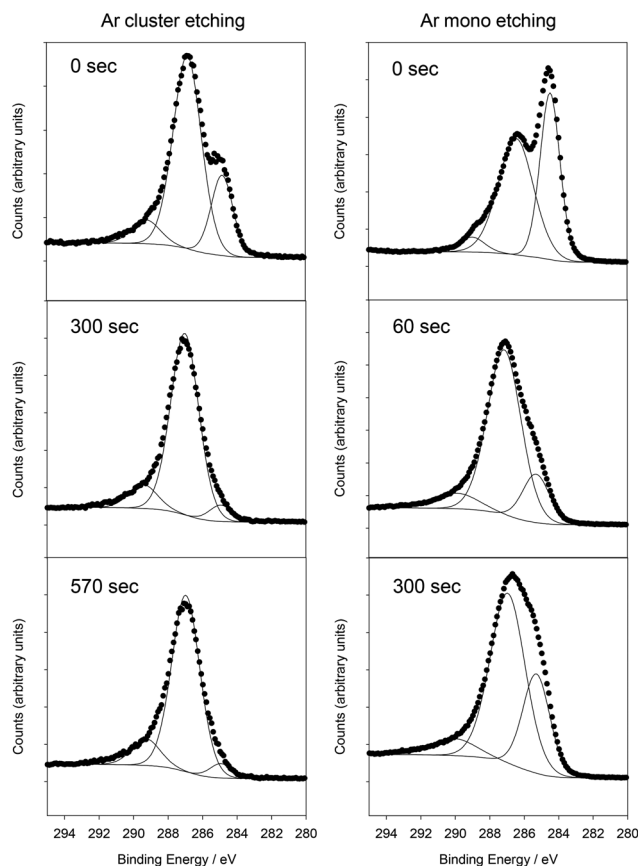 Ar cluster etching
Ar mono etching
0 sec
Counts (arbitrary units)
0 sec
Counts (arbitrary units)
300 sec
Counts (arbitrary units)
60 sec
Counts (arbitrary units)
570 sec
Counts (arbitrary units)
300 sec
Counts (arbitrary units)
294 292 290 288 286 284 282 280
294 292 290 288 286 284 282 280
Binding Energy / eV
Binding Energy / eV